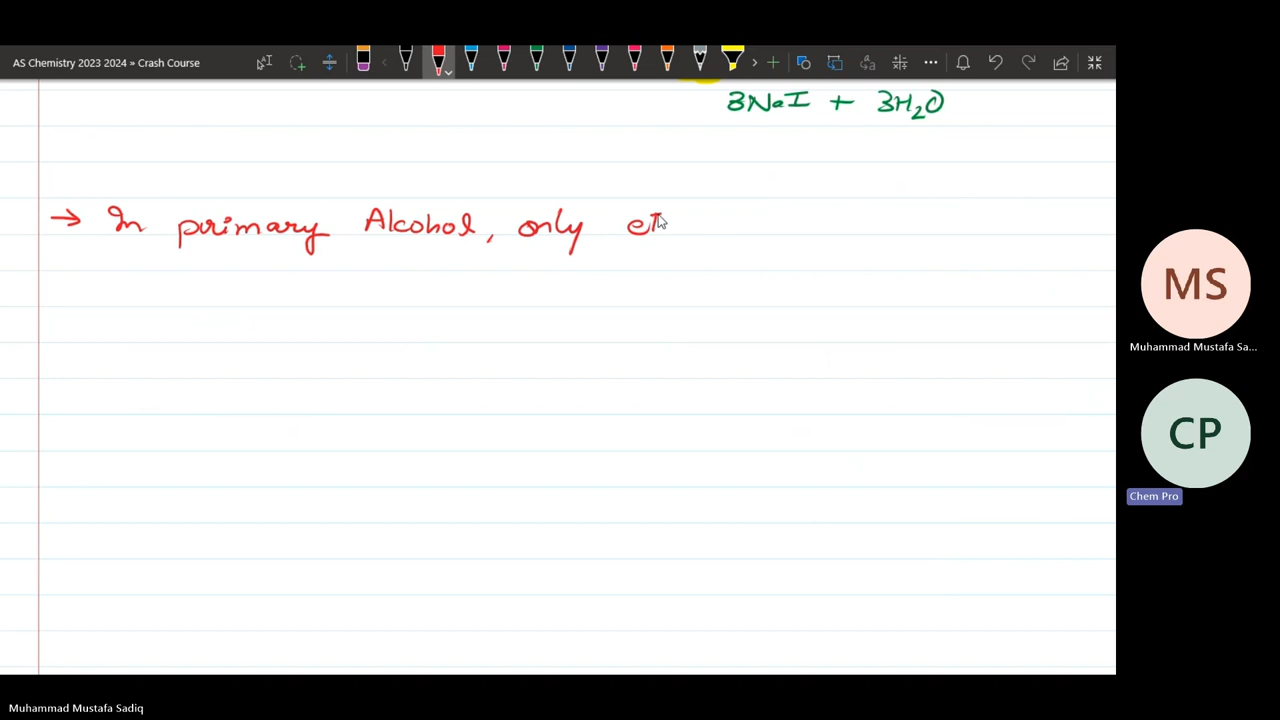 AS Chemistry 2023 2024 » Crash Course
3NaI + 3H₂O
→ In primary Alcohol, only et
MS
Muhammad Mustafa Sa...
CP
Chem Pro
Muhammad Mustafa Sadiq